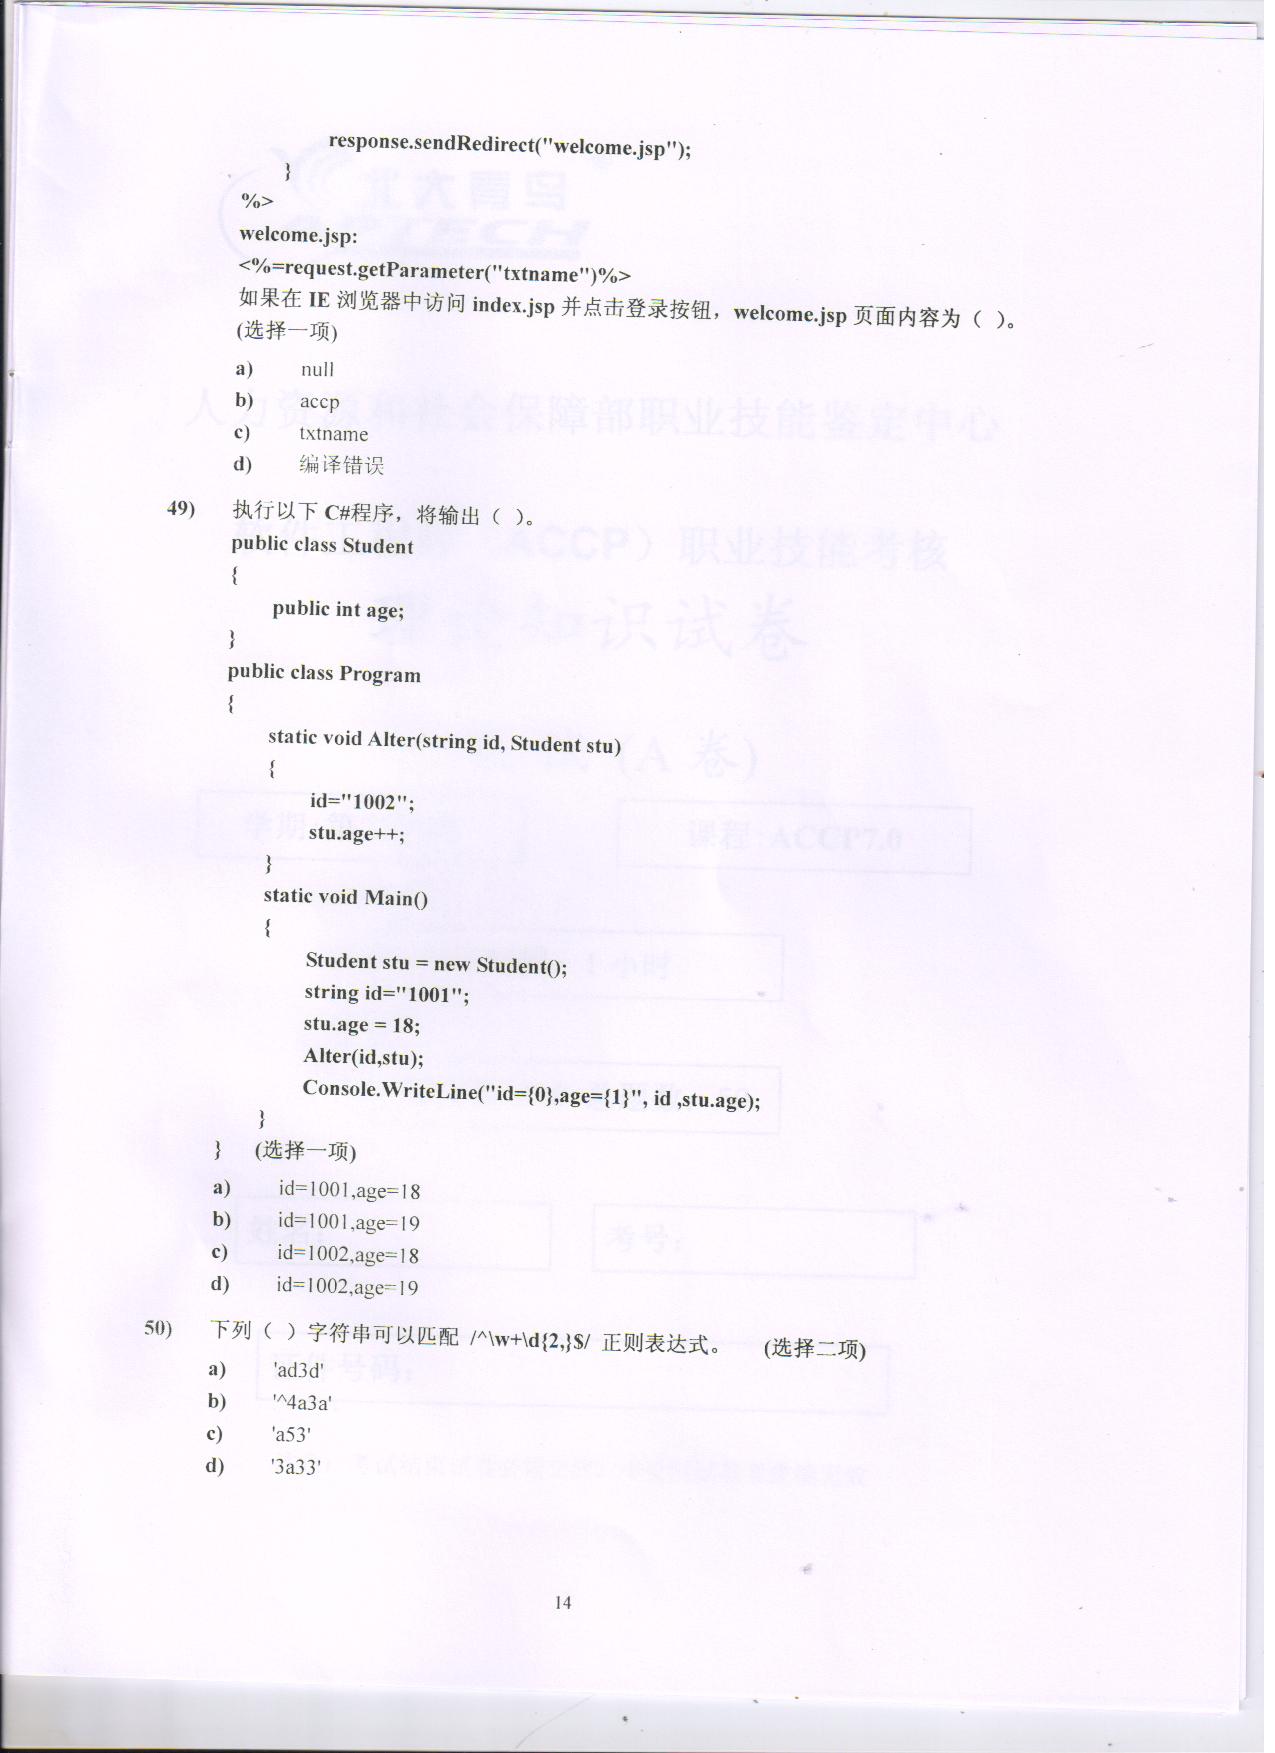 response.sendRedirect("welcome.jsp");
}
%>
welcome.jsp:
<%=request.getParameter("txtname")%>
如果在 IE 浏览器中访问 index.jsp 并点击登录按钮，welcome.jsp 页面内容为（ ）。
(选择一项)
a) null
b) accp
c) txtname
d) 编译错误
49) 执行以下 C#程序，将输出（ ）。
public class Student
{
public int age;
}
public class Program
{
static void Alter(string id, Student stu)
{
id="1002";
stu.age++;
}
static void Main()
{
Student stu = new Student();
string id="1001";
stu.age = 18;
Alter(id,stu);
Console.WriteLine("id={0},age={1}", id ,stu.age);
}
} (选择一项)
a) id=1001,age=18
b) id=1001,age=19
c) id=1002,age=18
d) id=1002,age=19
50) 下列（ ）字符串可以匹配 /^\w+\d{2,}$/ 正则表达式。 (选择二项)
a) 'ad3d'
b) '^4a3a'
c) 'a53'
d) '3a33'
14